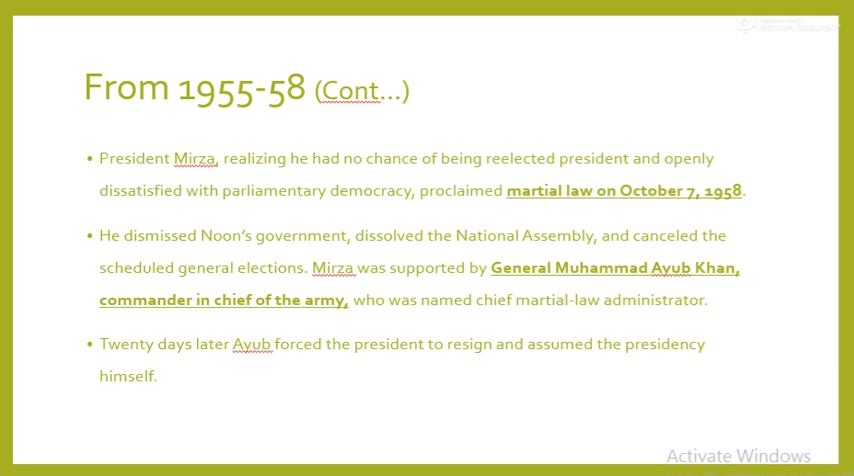 From 1955-58 (Cont...)
• President Mirza, realizing he had no chance of being reelected president and openly
dissatisfied with parliamentary democracy, proclaimed martial law on October 7, 1958.
• He dismissed Noon's government, dissolved the National Assembly, and canceled the
scheduled general elections. Mirza was supported by General Muhammad Ayub Khan,
commander in chief of the army, who was named chief martial-law administrator.
• Twenty days later Ayub forced the president to resign and assumed the presidency
himself.
Activate Windows